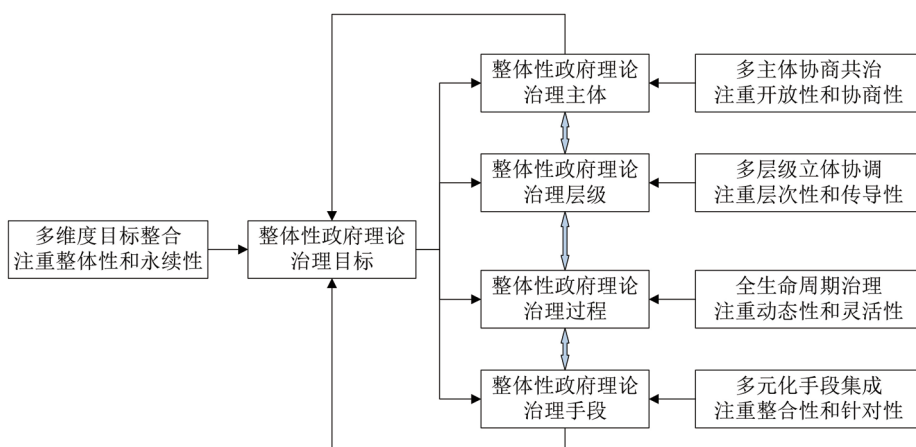 整体性政府理论
治理主体
多主体协商共治
注重开放性和协商性
整体性政府理论
治理层级
多层级立体协调
注重层次性和传导性
多维度目标整合
注重整体性和永续性
整体性政府理论
治理目标
整体性政府理论
治理过程
全生命周期治理
注重动态性和灵活性
整体性政府理论
治理手段
多元化手段集成
注重整合性和针对性